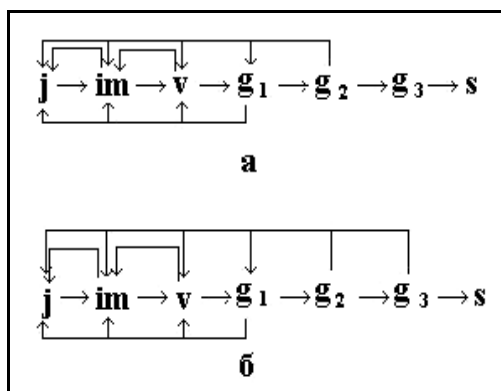 j → im → v → g₁ → g₂ → g₃ → s
а
j → im → v → g₁ → g₂ → g₃ → s
б